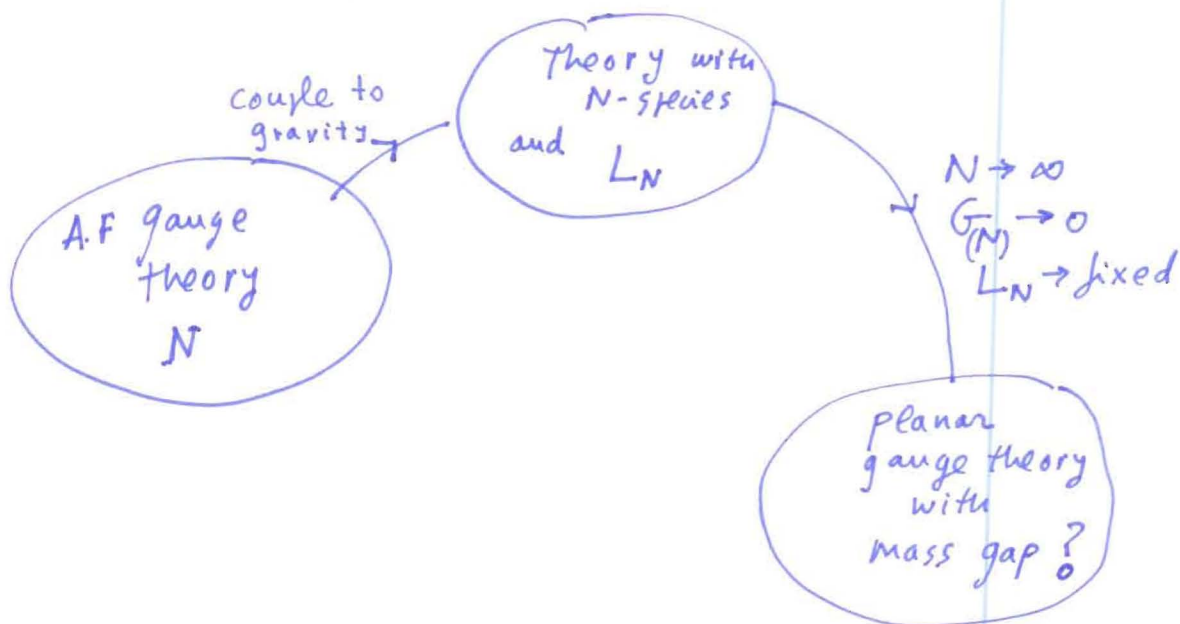 couple to
gravity
Theory with
N-species
and L_N
A.F gauge
theory
N
N → ∞
G_(N) → 0
L_N → fixed
planar
gauge theory
with
mass gap ?